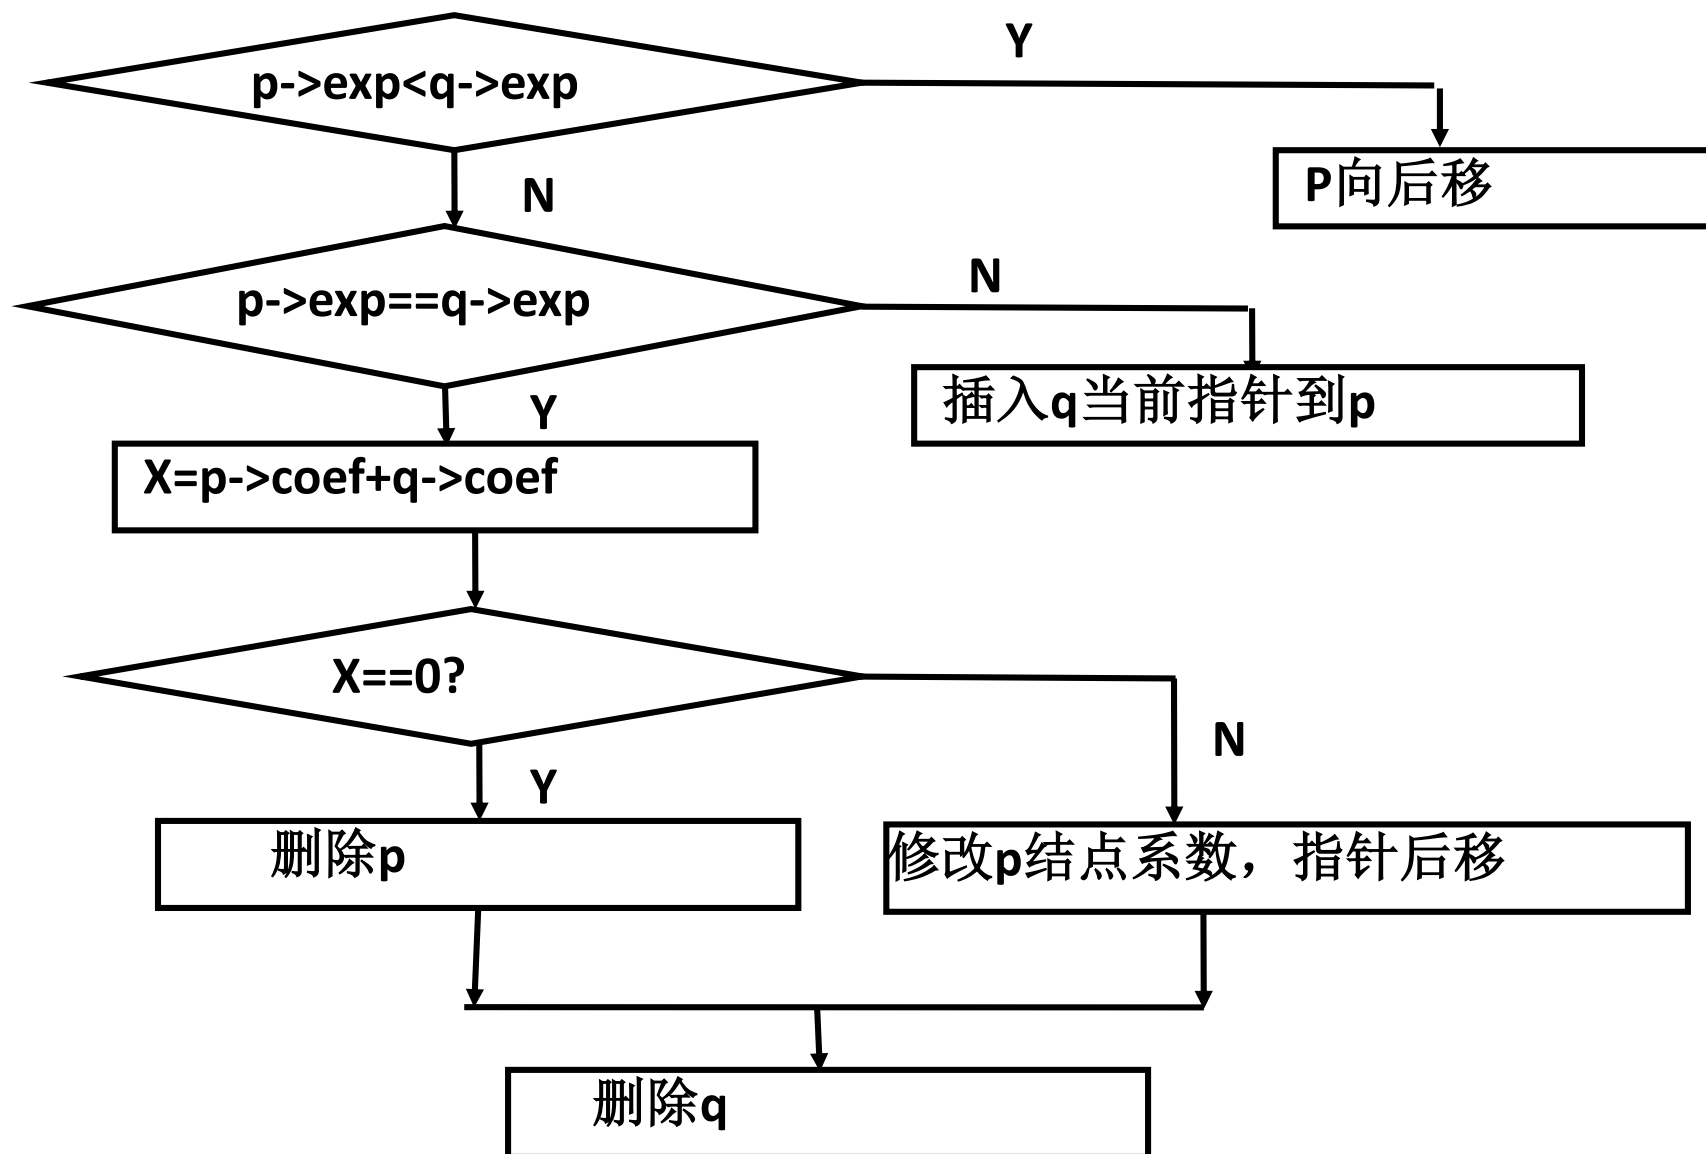 p->exp<q->exp
Y
P向后移
N
p->exp==q->exp
N
插入q当前指针到p
Y
X=p->coef+q->coef
X==0?
N
Y
删除p
修改p结点系数，指针后移
删除q